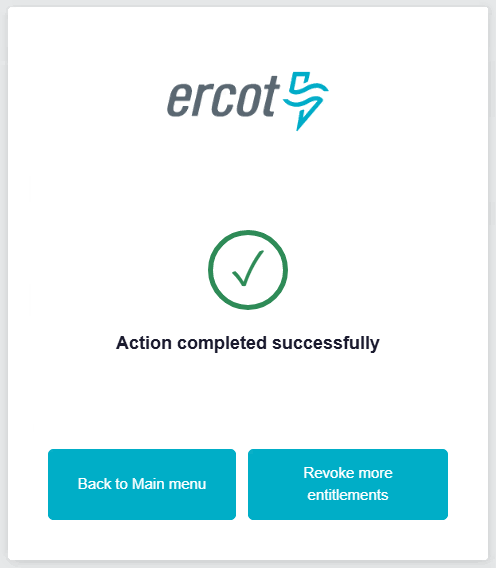 ercot
Action completed successfully
Back to Main menu
Revoke more
entitlements